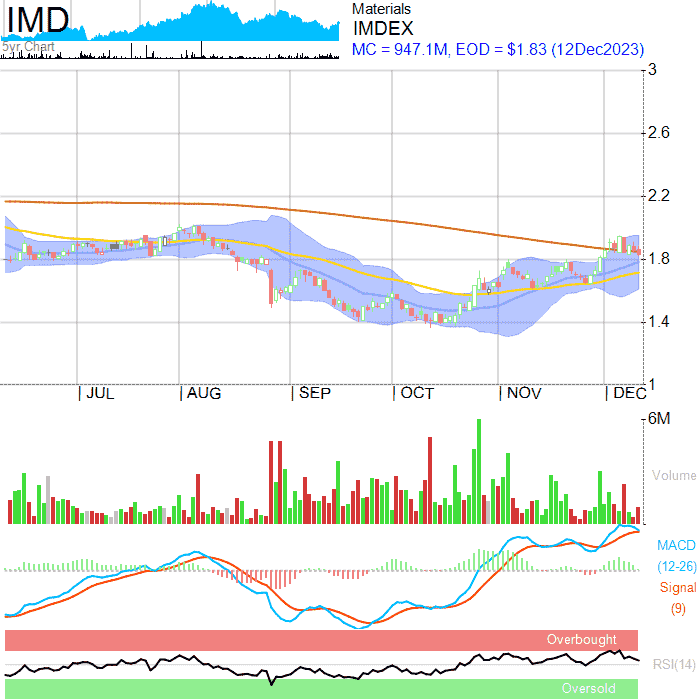 IMD
5yr.Chart
Materials
IMDEX
MC = 947.1M, EOD = $1.83 (12Dec2023)
3
2.6
2.2
1.8
1.4
1
JUL
AUG
SEP
OCT
NOV
DEC
6M
Volume
MACD
(12-26)
Signal
(9)
Overbought
RSI(14)
Oversold